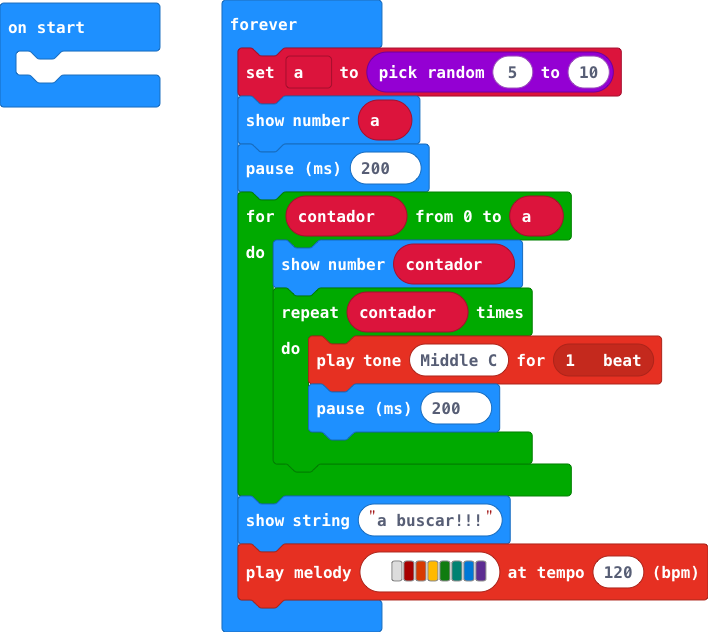 on start
forever
set a to pick random 5 to 10
show number a
pause (ms) 200
for contador from 0 to a
do
show number contador
repeat contador times
do
play tone Middle C for 1 beat
pause (ms) 200
show string "a buscar!!!"
play melody at tempo 120 (bpm)